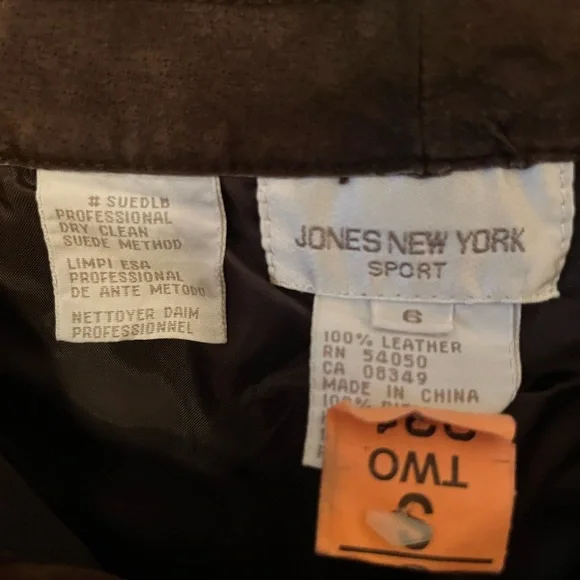 # SUEDLB
PROFESSIONAL
DRY CLEAN
SUEDE METHOD
LIMPI ESA
PROFESSIONAL
DE ANTE METODO
NETTOYER DAIM
PROFESSIONNEL
JONES NEW YORK
SPORT
6
100% LEATHER
RN 54050
CA 08349
MADE IN CHINA
100%
TWO